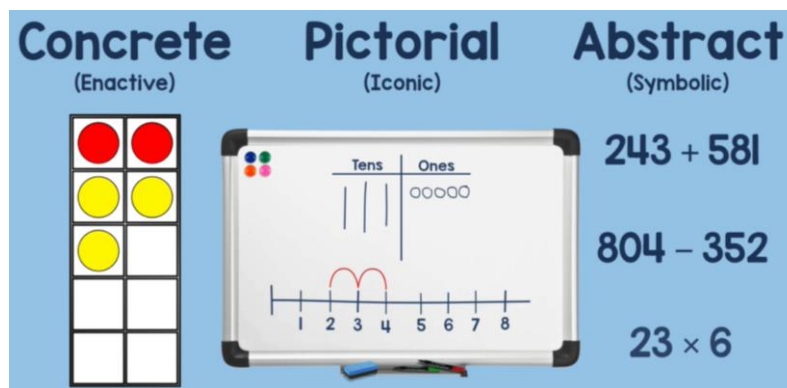 Concrete
(Enactive)
Pictorial
(Iconic)
Tens Ones
1 2 3 4 5 6 7 8
Abstract
(Symbolic)
243 + 581
804 – 352
23 × 6